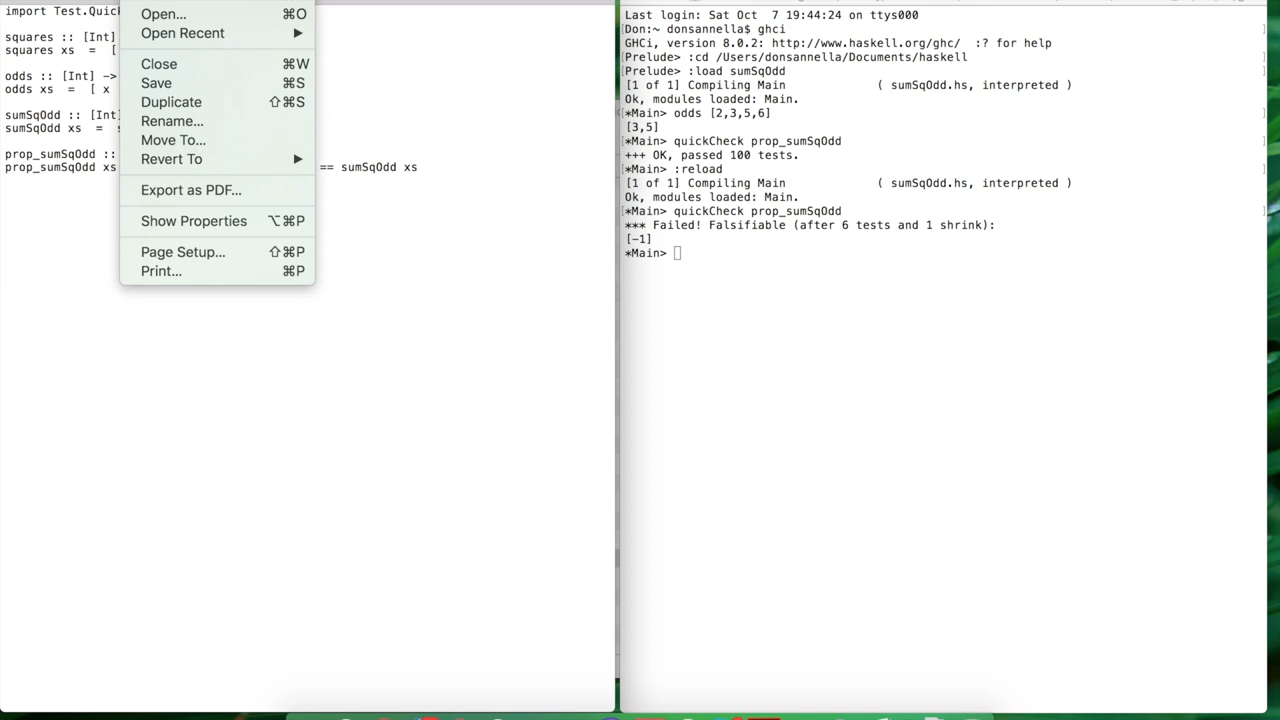 import Test.Quick
squares :: [Int]
squares xs  =  [
odds :: [Int] ->
odds xs  =  [ x
sumSqOdd :: [Int]
sumSqOdd xs  =  s
prop_sumSqOdd ::
prop_sumSqOdd xs == sumSqOdd xs
Open... ⌘O
Open Recent ▶
Close ⌘W
Save ⌘S
Duplicate ⇧⌘S
Rename...
Move To...
Revert To ▶
Export as PDF...
Show Properties ⌥⌘P
Page Setup... ⇧⌘P
Print... ⌘P
Last login: Sat Oct  7 19:44:24 on ttys000
Don:~ donsannella$ ghci
GHCi, version 8.0.2: http://www.haskell.org/ghc/  :? for help
Prelude> :cd /Users/donsannella/Documents/haskell
Prelude> :load sumSqOdd
[1 of 1] Compiling Main             ( sumSqOdd.hs, interpreted )
Ok, modules loaded: Main.
*Main> odds [2,3,5,6]
[3,5]
*Main> quickCheck prop_sumSqOdd
+++ OK, passed 100 tests.
*Main> :reload
[1 of 1] Compiling Main             ( sumSqOdd.hs, interpreted )
Ok, modules loaded: Main.
*Main> quickCheck prop_sumSqOdd
*** Failed! Falsifiable (after 6 tests and 1 shrink):
[-1]
*Main>